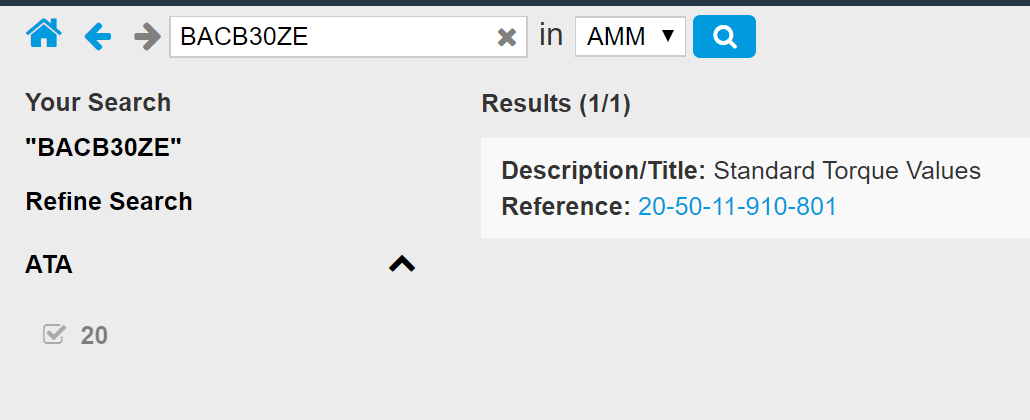 BACB30ZE in AMM
Your Search
"BACB30ZE"
Refine Search
ATA
20
Results (1/1)
Description/Title: Standard Torque Values
Reference: 20-50-11-910-801